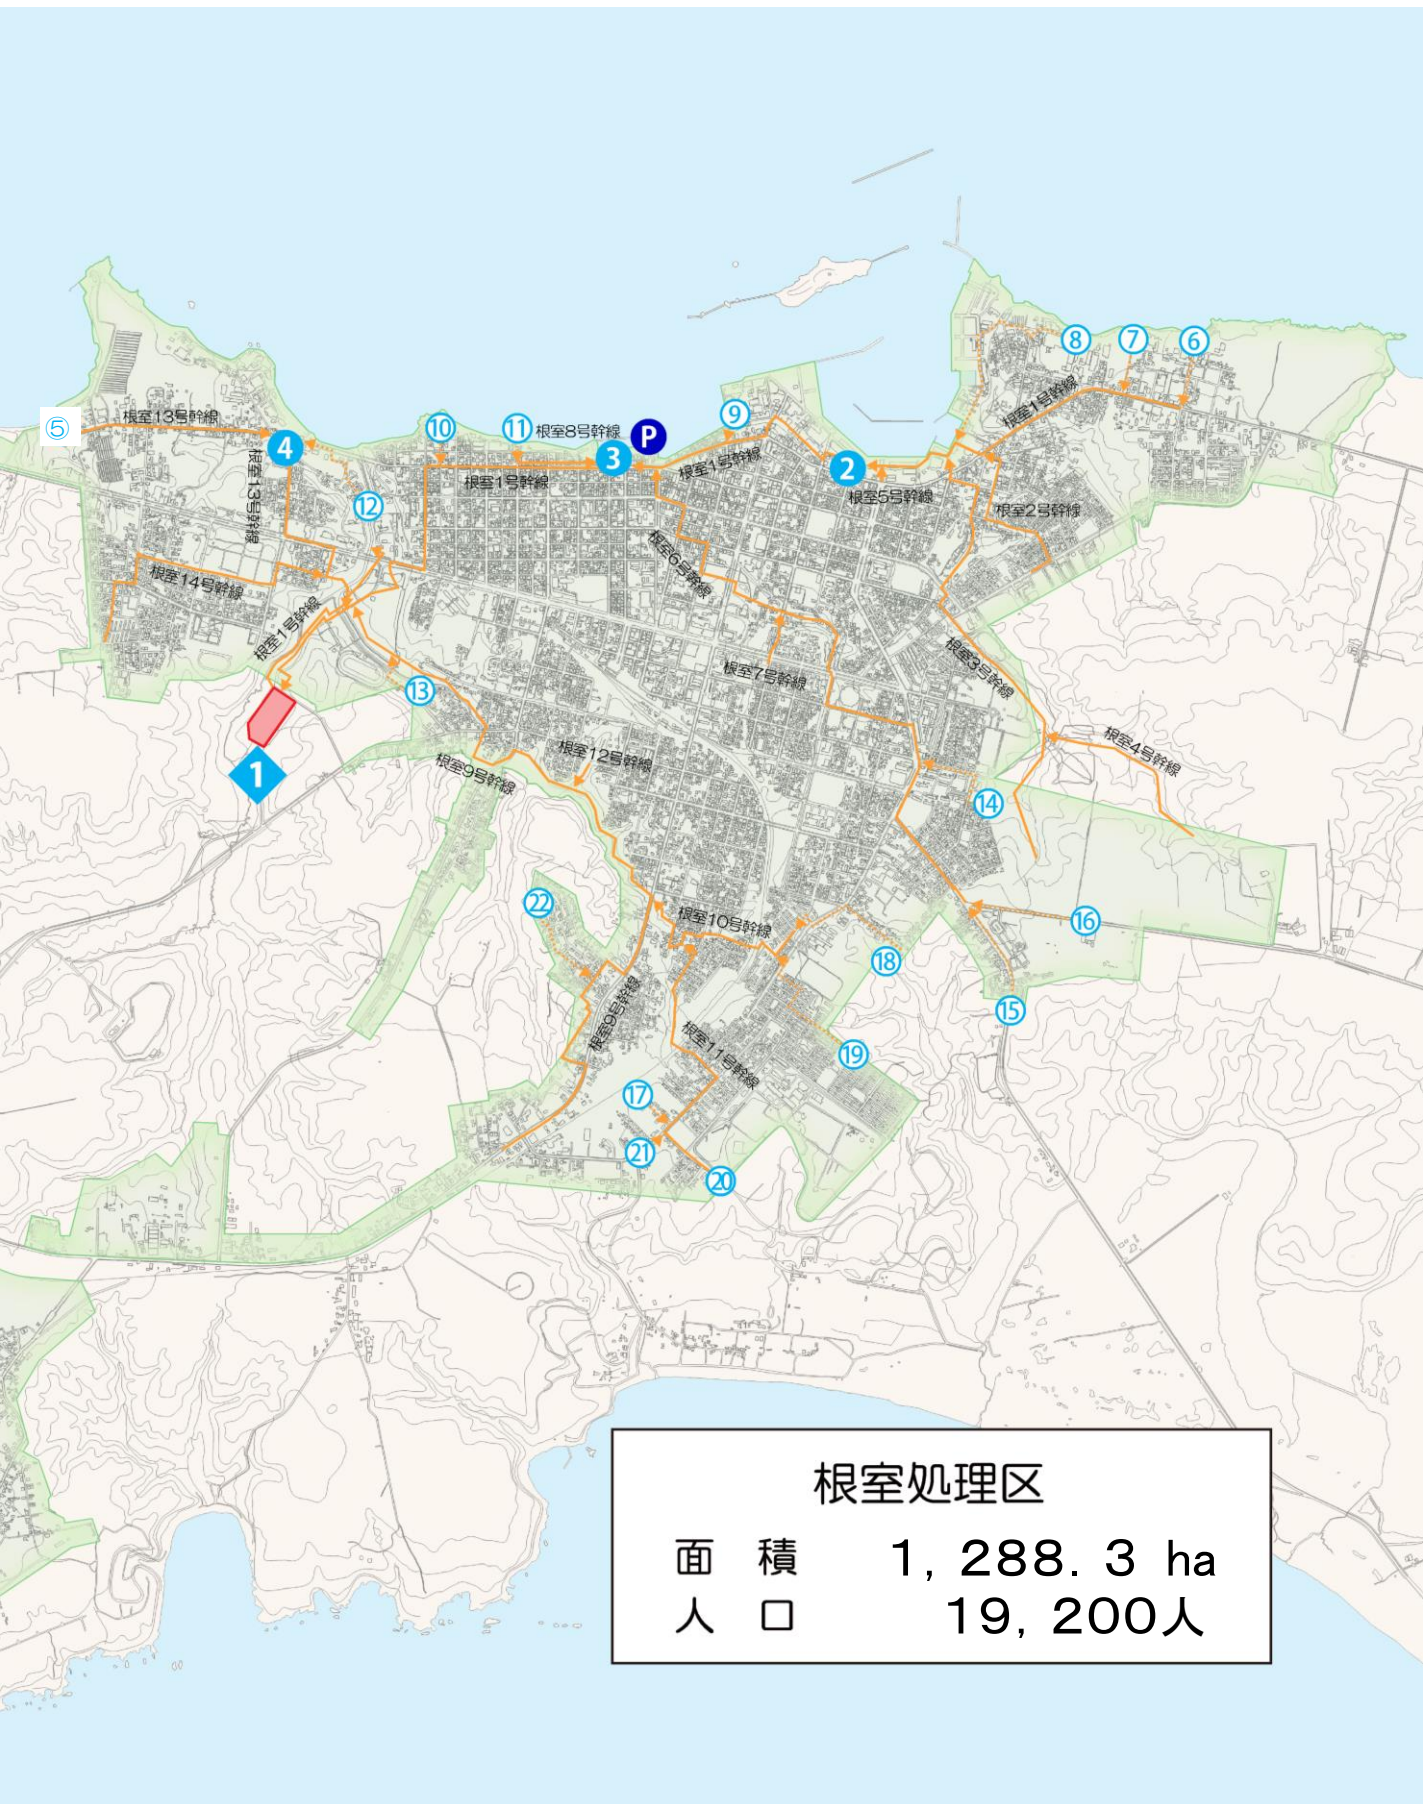 ⑧
⑦
⑥
根室1号幹線
⑤
根室13号幹線
④
根室13号幹線
⑩
⑪
根室8号幹線
③
P
⑨
根室1号幹線
根室1号幹線
②
根室5号幹線
根室2号幹線
⑫
根室14号幹線
根室1号幹線
根室6号幹線
根室7号幹線
根室3号幹線
根室4号幹線
⑬
1
根室9号幹線
根室12号幹線
⑭
㉒
根室10号幹線
⑯
⑱
⑮
根室9号幹線
根室11号幹線
⑲
⑰
㉑
⑳
根室処理区
面 積 1,288.3 ha
人 口 19,200人